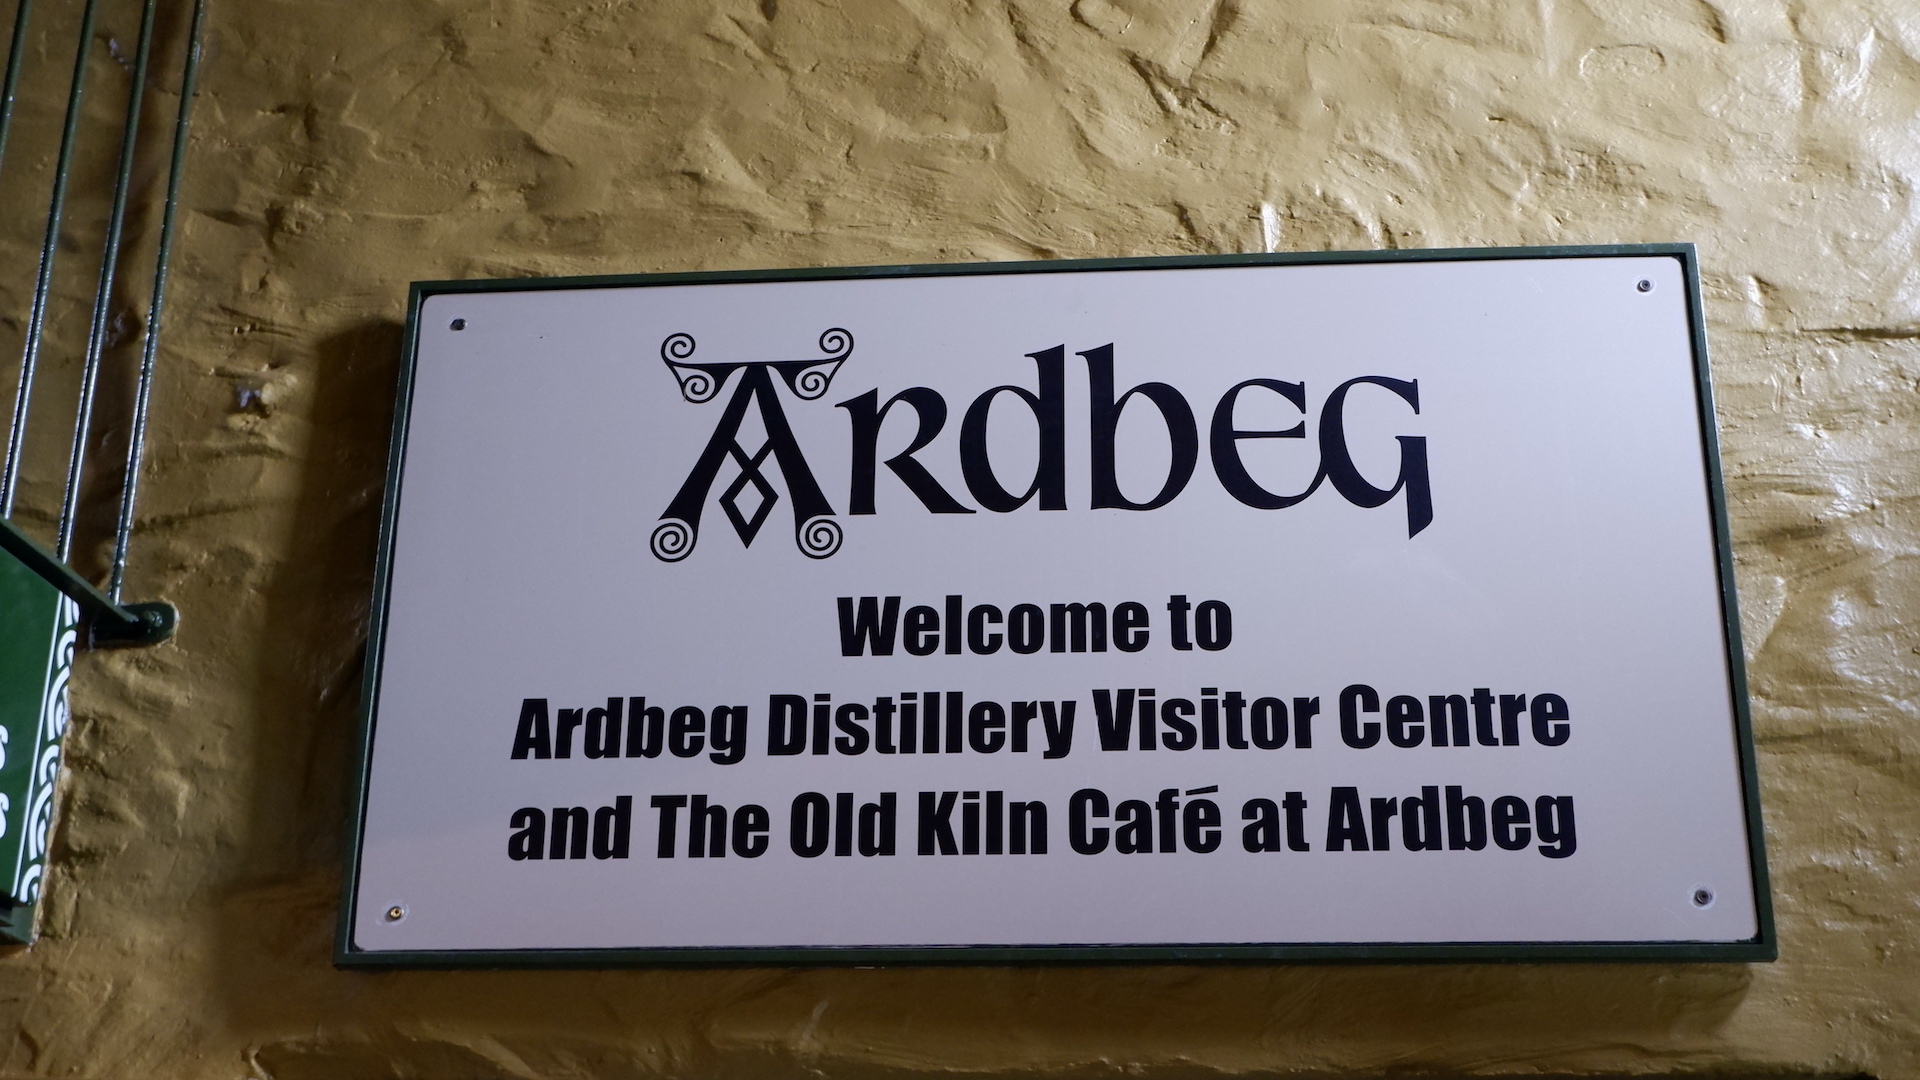 Ardbeg
Welcome to
Ardbeg Distillery Visitor Centre
and The Old Kiln Café at Ardbeg